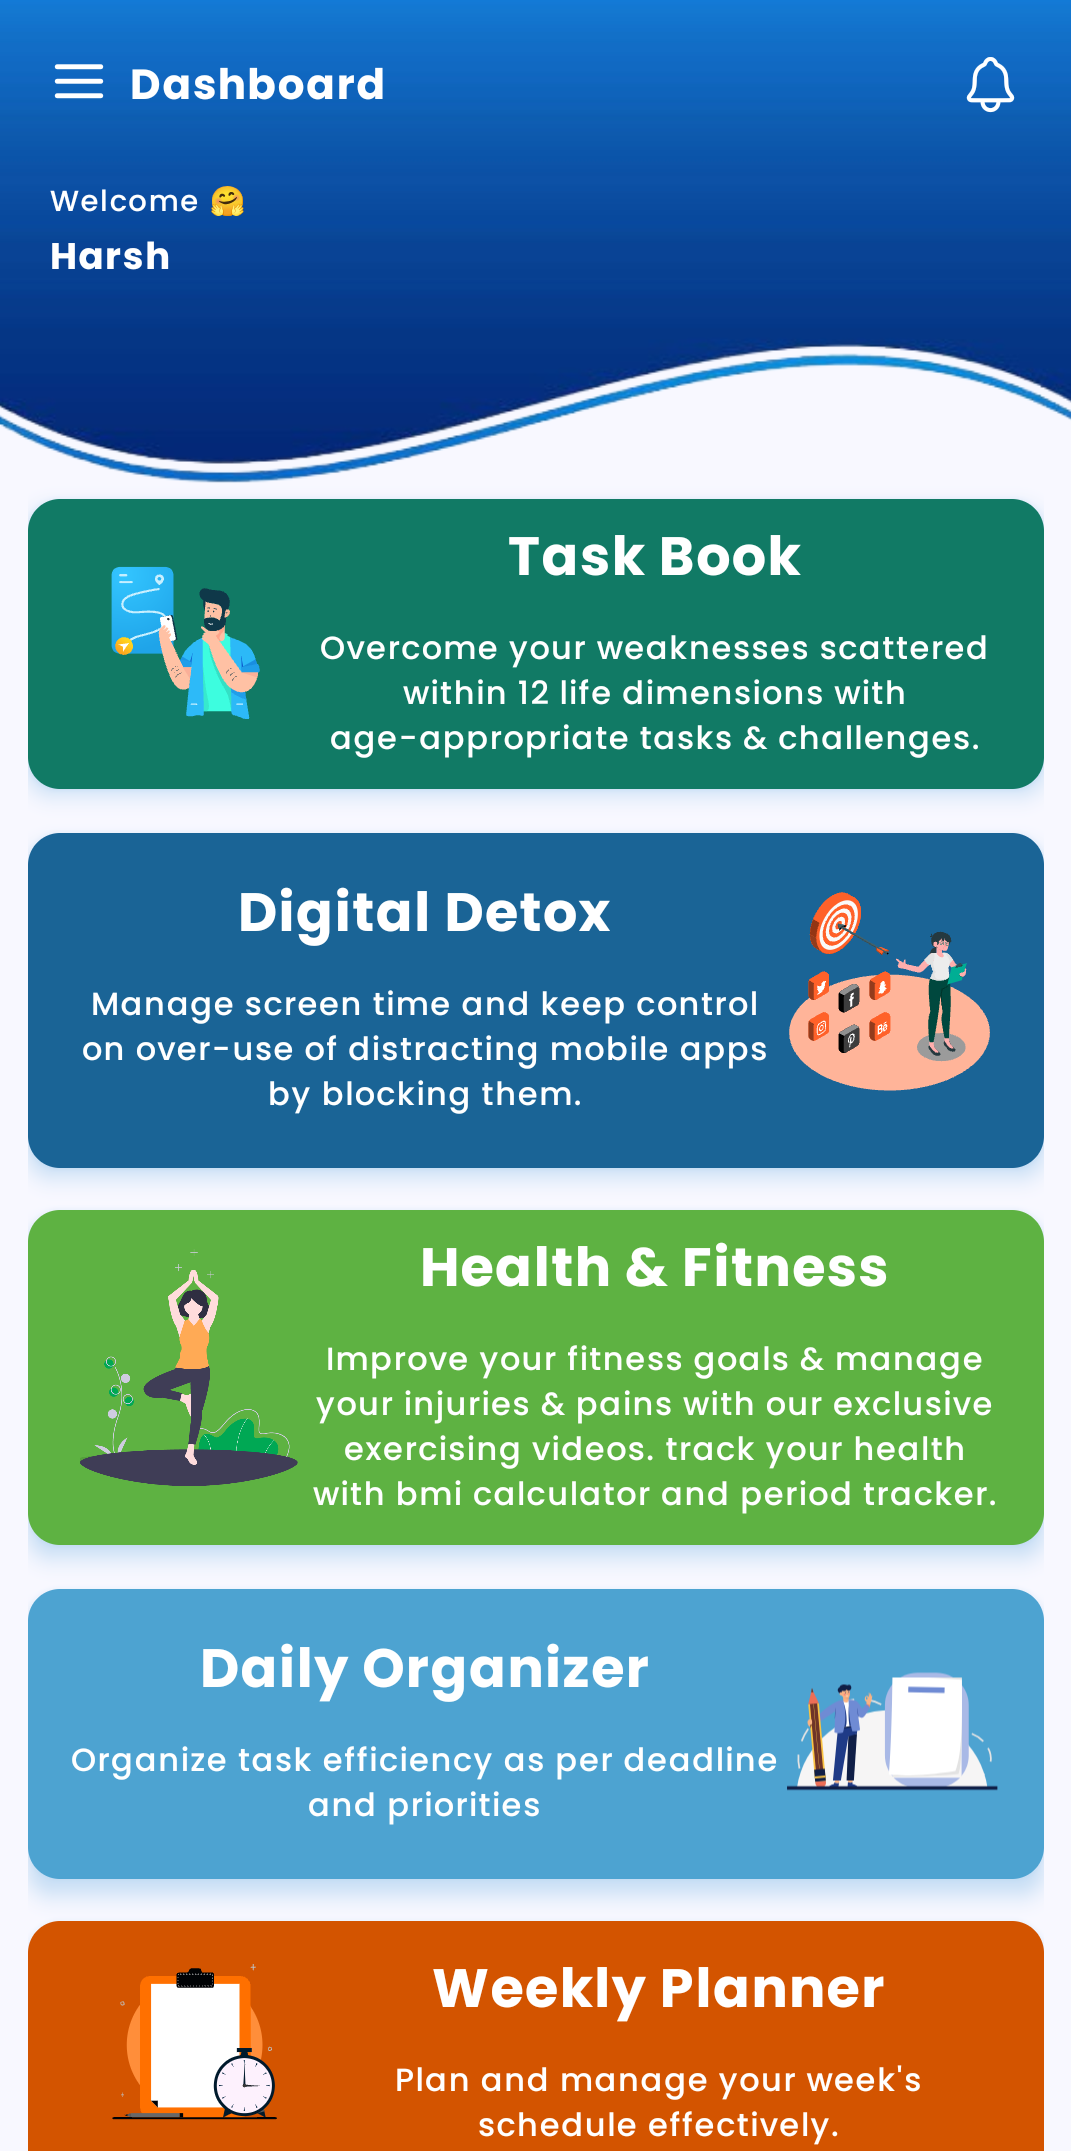 Dashboard
Welcome 🤗
Harsh
Task Book
Overcome your weaknesses scattered
within 12 life dimensions with
age-appropriate tasks & challenges.
Digital Detox
Manage screen time and keep control
on over-use of distracting mobile apps
by blocking them.
Health & Fitness
Improve your fitness goals & manage
your injuries & pains with our exclusive
exercising videos. track your health
with bmi calculator and period tracker.
Daily Organizer
Organize task efficiency as per deadline
and priorities
Weekly Planner
Plan and manage your week's
schedule effectively.